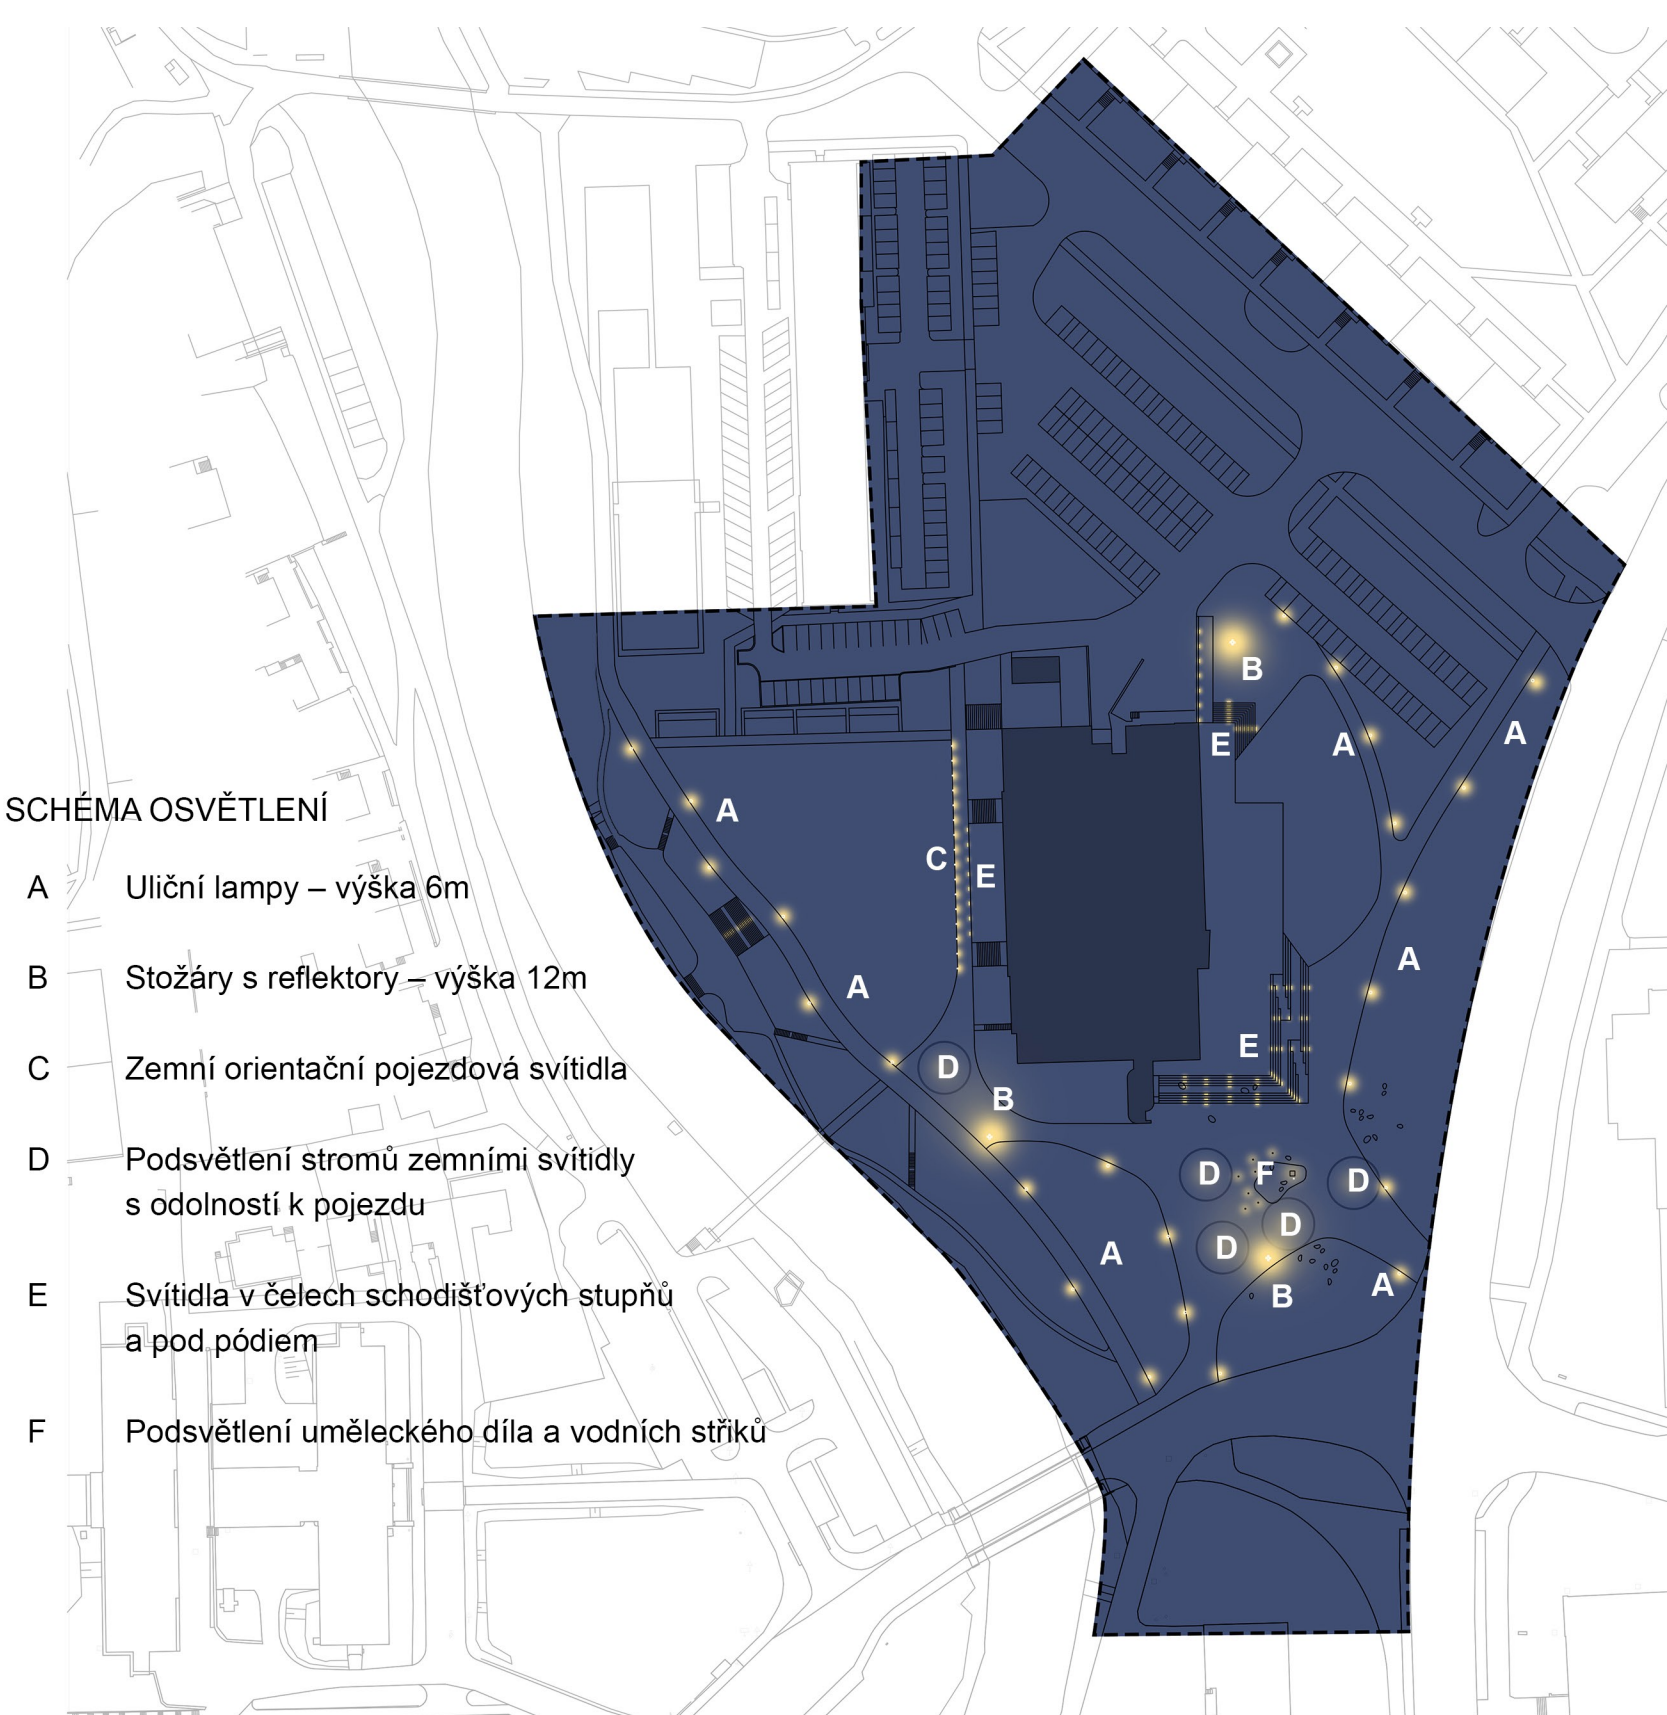 B
E
A
A
A
C
E
A
A
E
D
B
D
F
D
D
D
A
B
A
SCHÉMA OSVĚTLENÍ
A Uliční lampy – výška 6m
B Stožáry s reflektory – výška 12m
C Zemní orientační pojezdová svítidla
D Podsvětlení stromů zemními svítidly
s odolností k pojezdu
E Svítidla v čelech schodišťových stupňů
a pod pódiem
F Podsvětlení uměleckého díla a vodních střiků